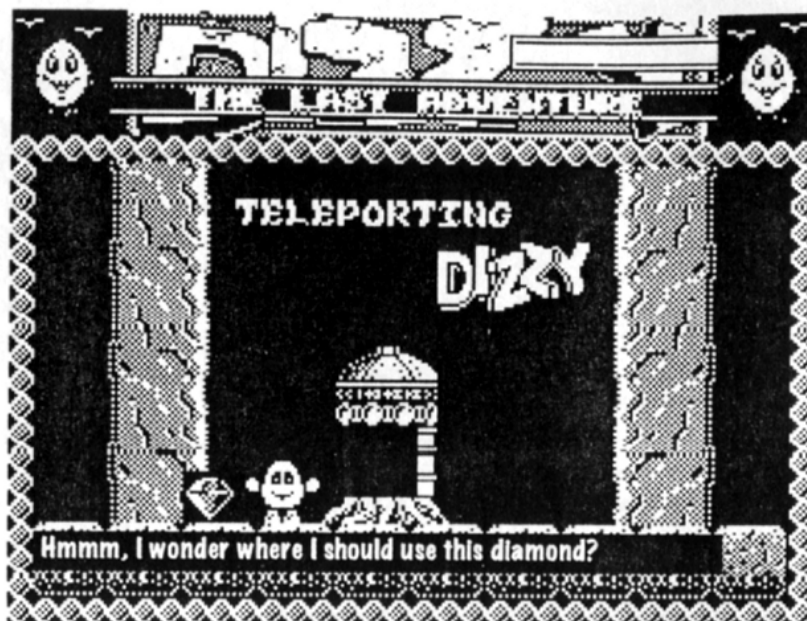 DIZZY
THE LAST ADVENTURE
TELEPORTING
DIZZY
Hmmm, I wonder where I should use this diamond?